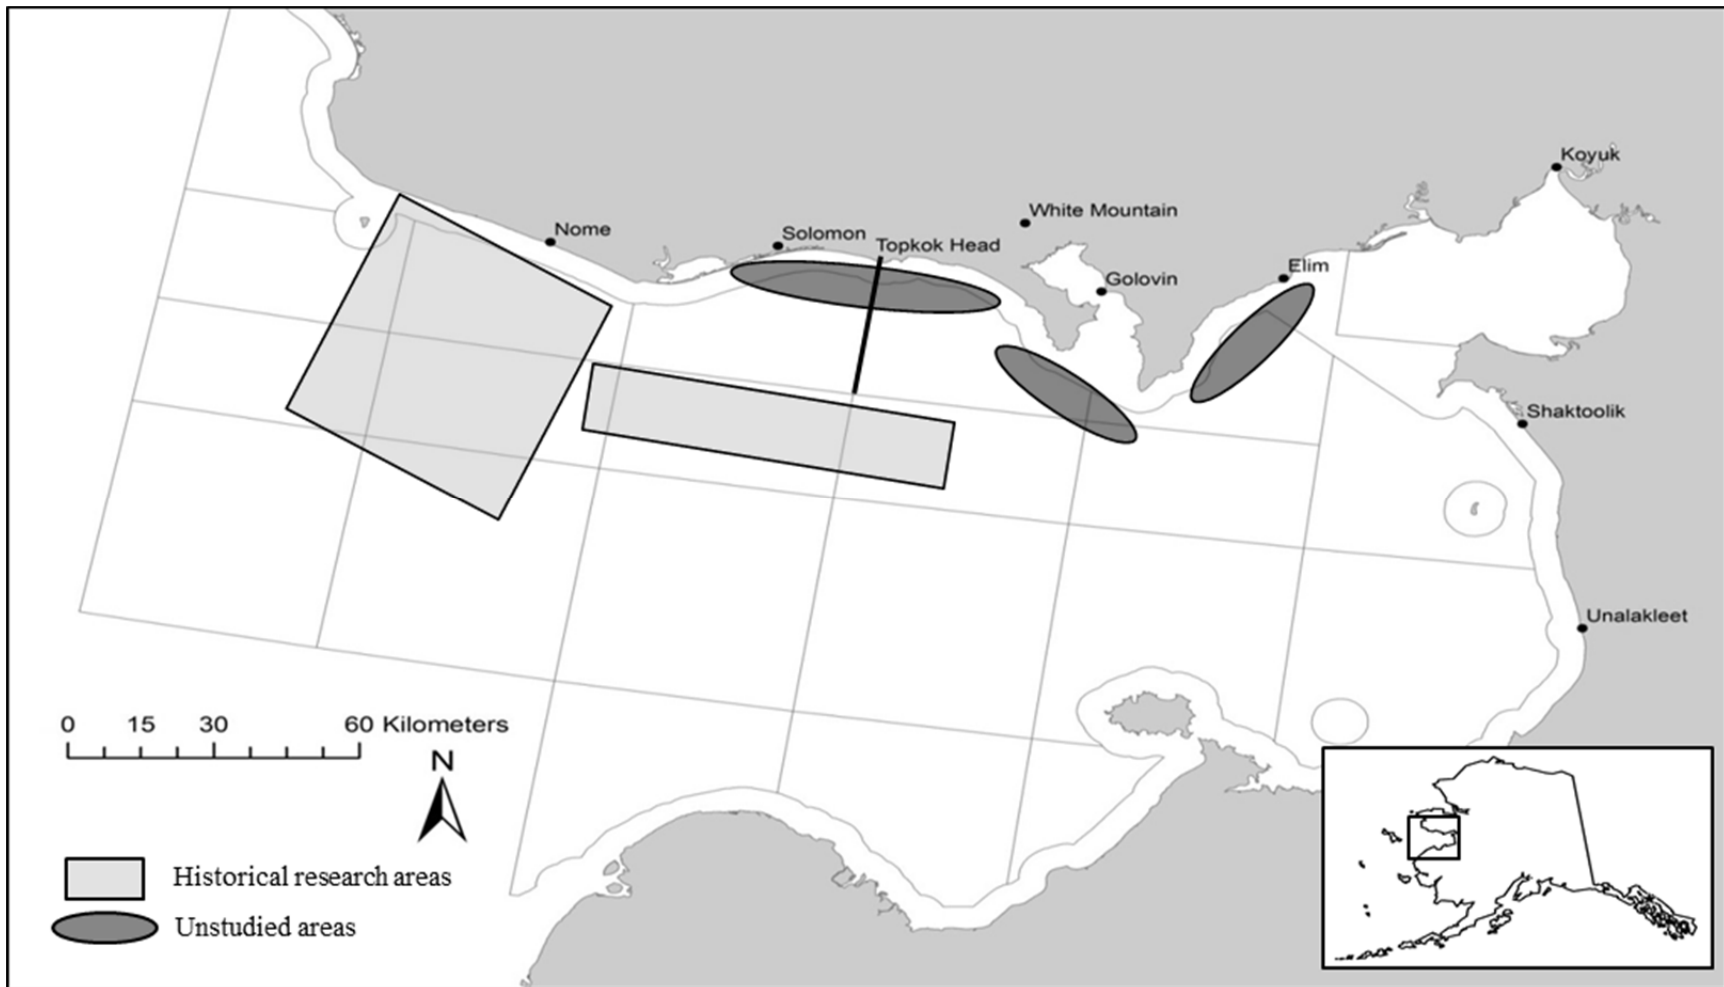 Koyuk
White Mountain
Nome
Solomon
Topkok Head
Elim
Golovin
Shaktoolik
Unalakleet
0 15 30 60 Kilometers
N
Historical research areas
Unstudied areas